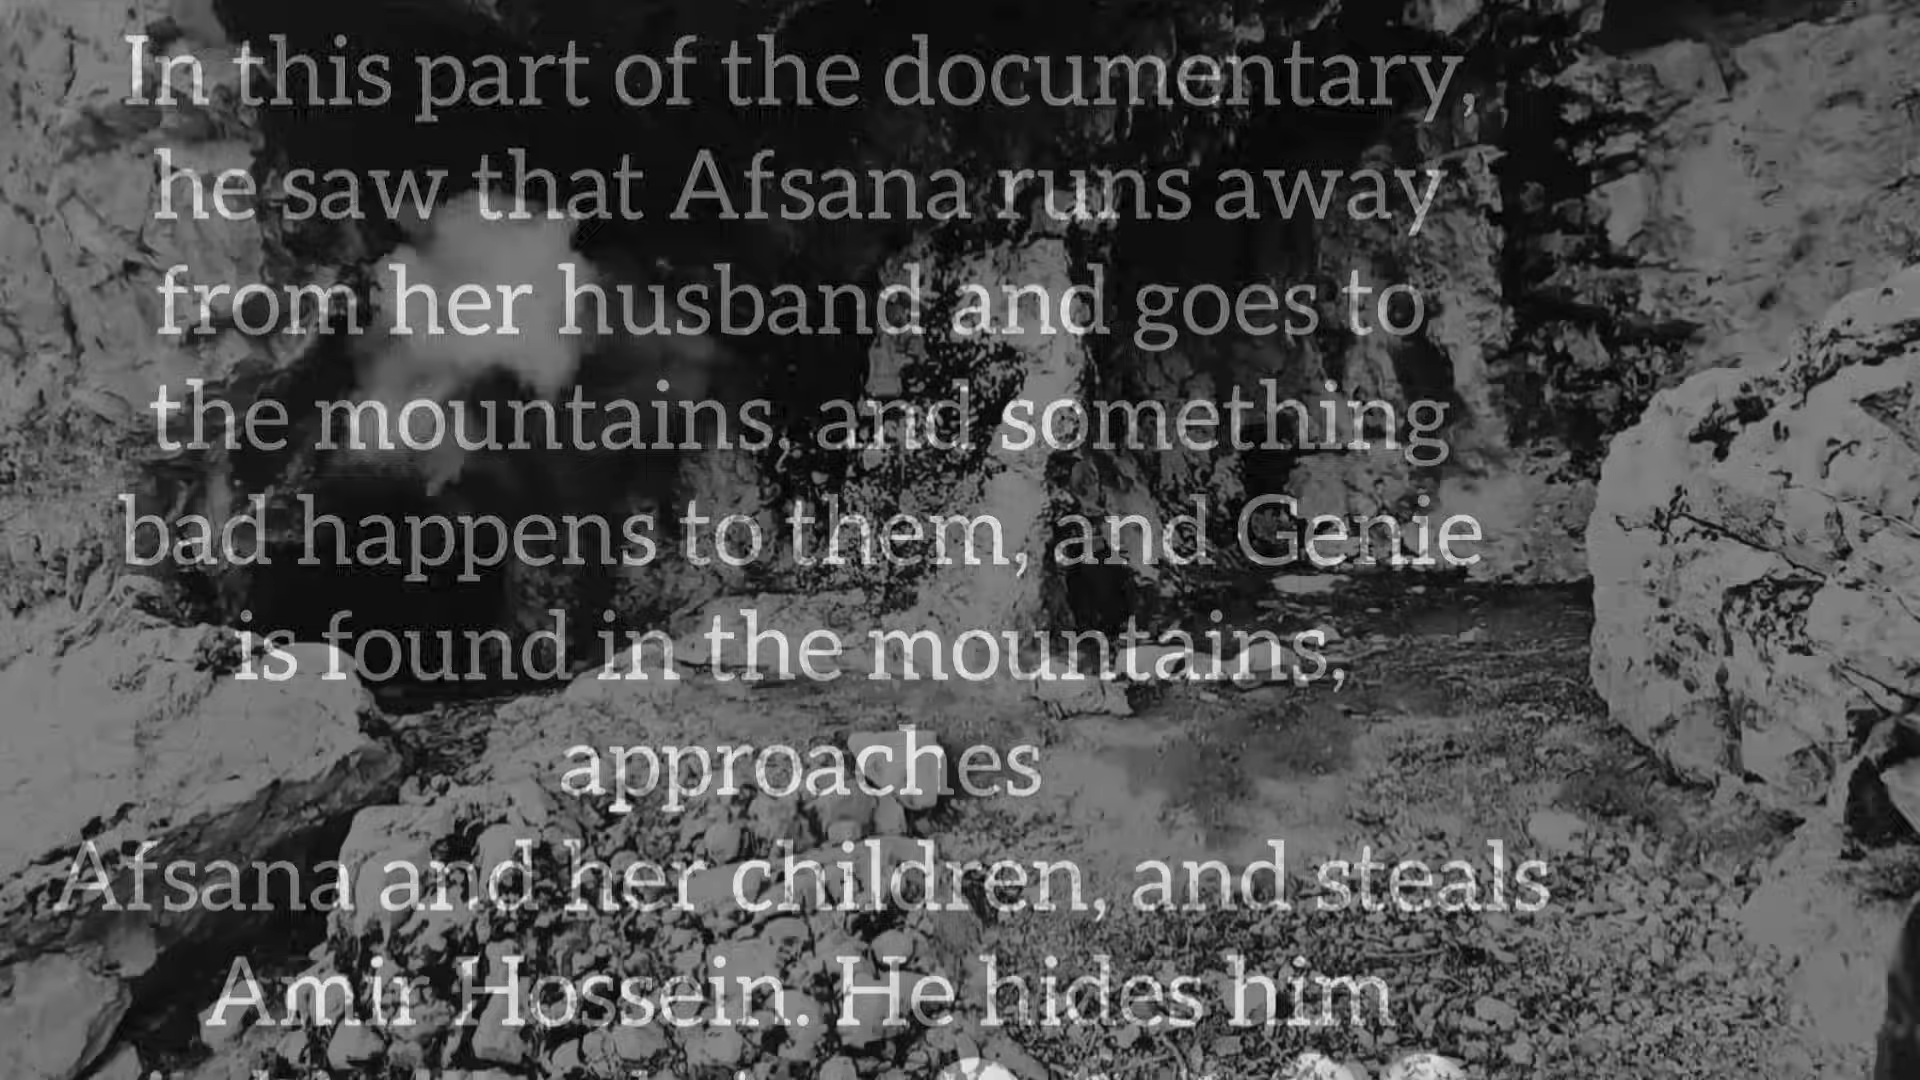 In this part of the documentary,
he saw that Afsana runs away
from her husband and goes to
the mountains, and something
bad happens to them, and Genie
is found in the mountains,
approaches
Afsana and her children, and steals
Amir Hossein. He hides him